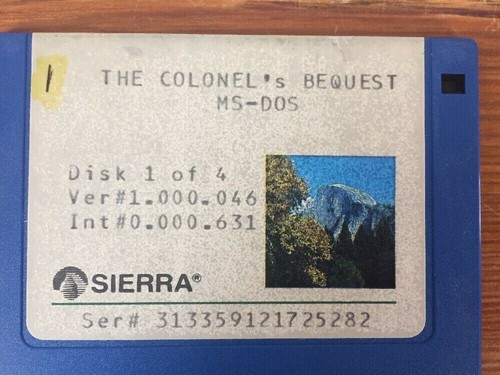 1
THE COLONEL's BEQUEST
MS-DOS
Disk 1 of 4
Ver#1.000.046
Int#0.000.631
SIERRA®
Ser# 313359121725282